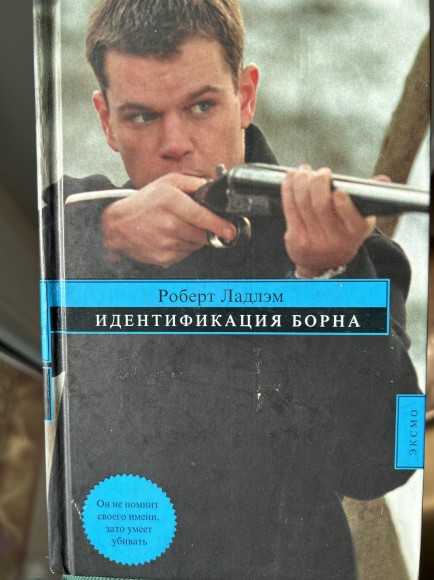 Роберт Ладлэм
ИДЕНТИФИКАЦИЯ БОРНА
ЭКСМО
Он не помнит
своего имени,
зато умеет
убивать